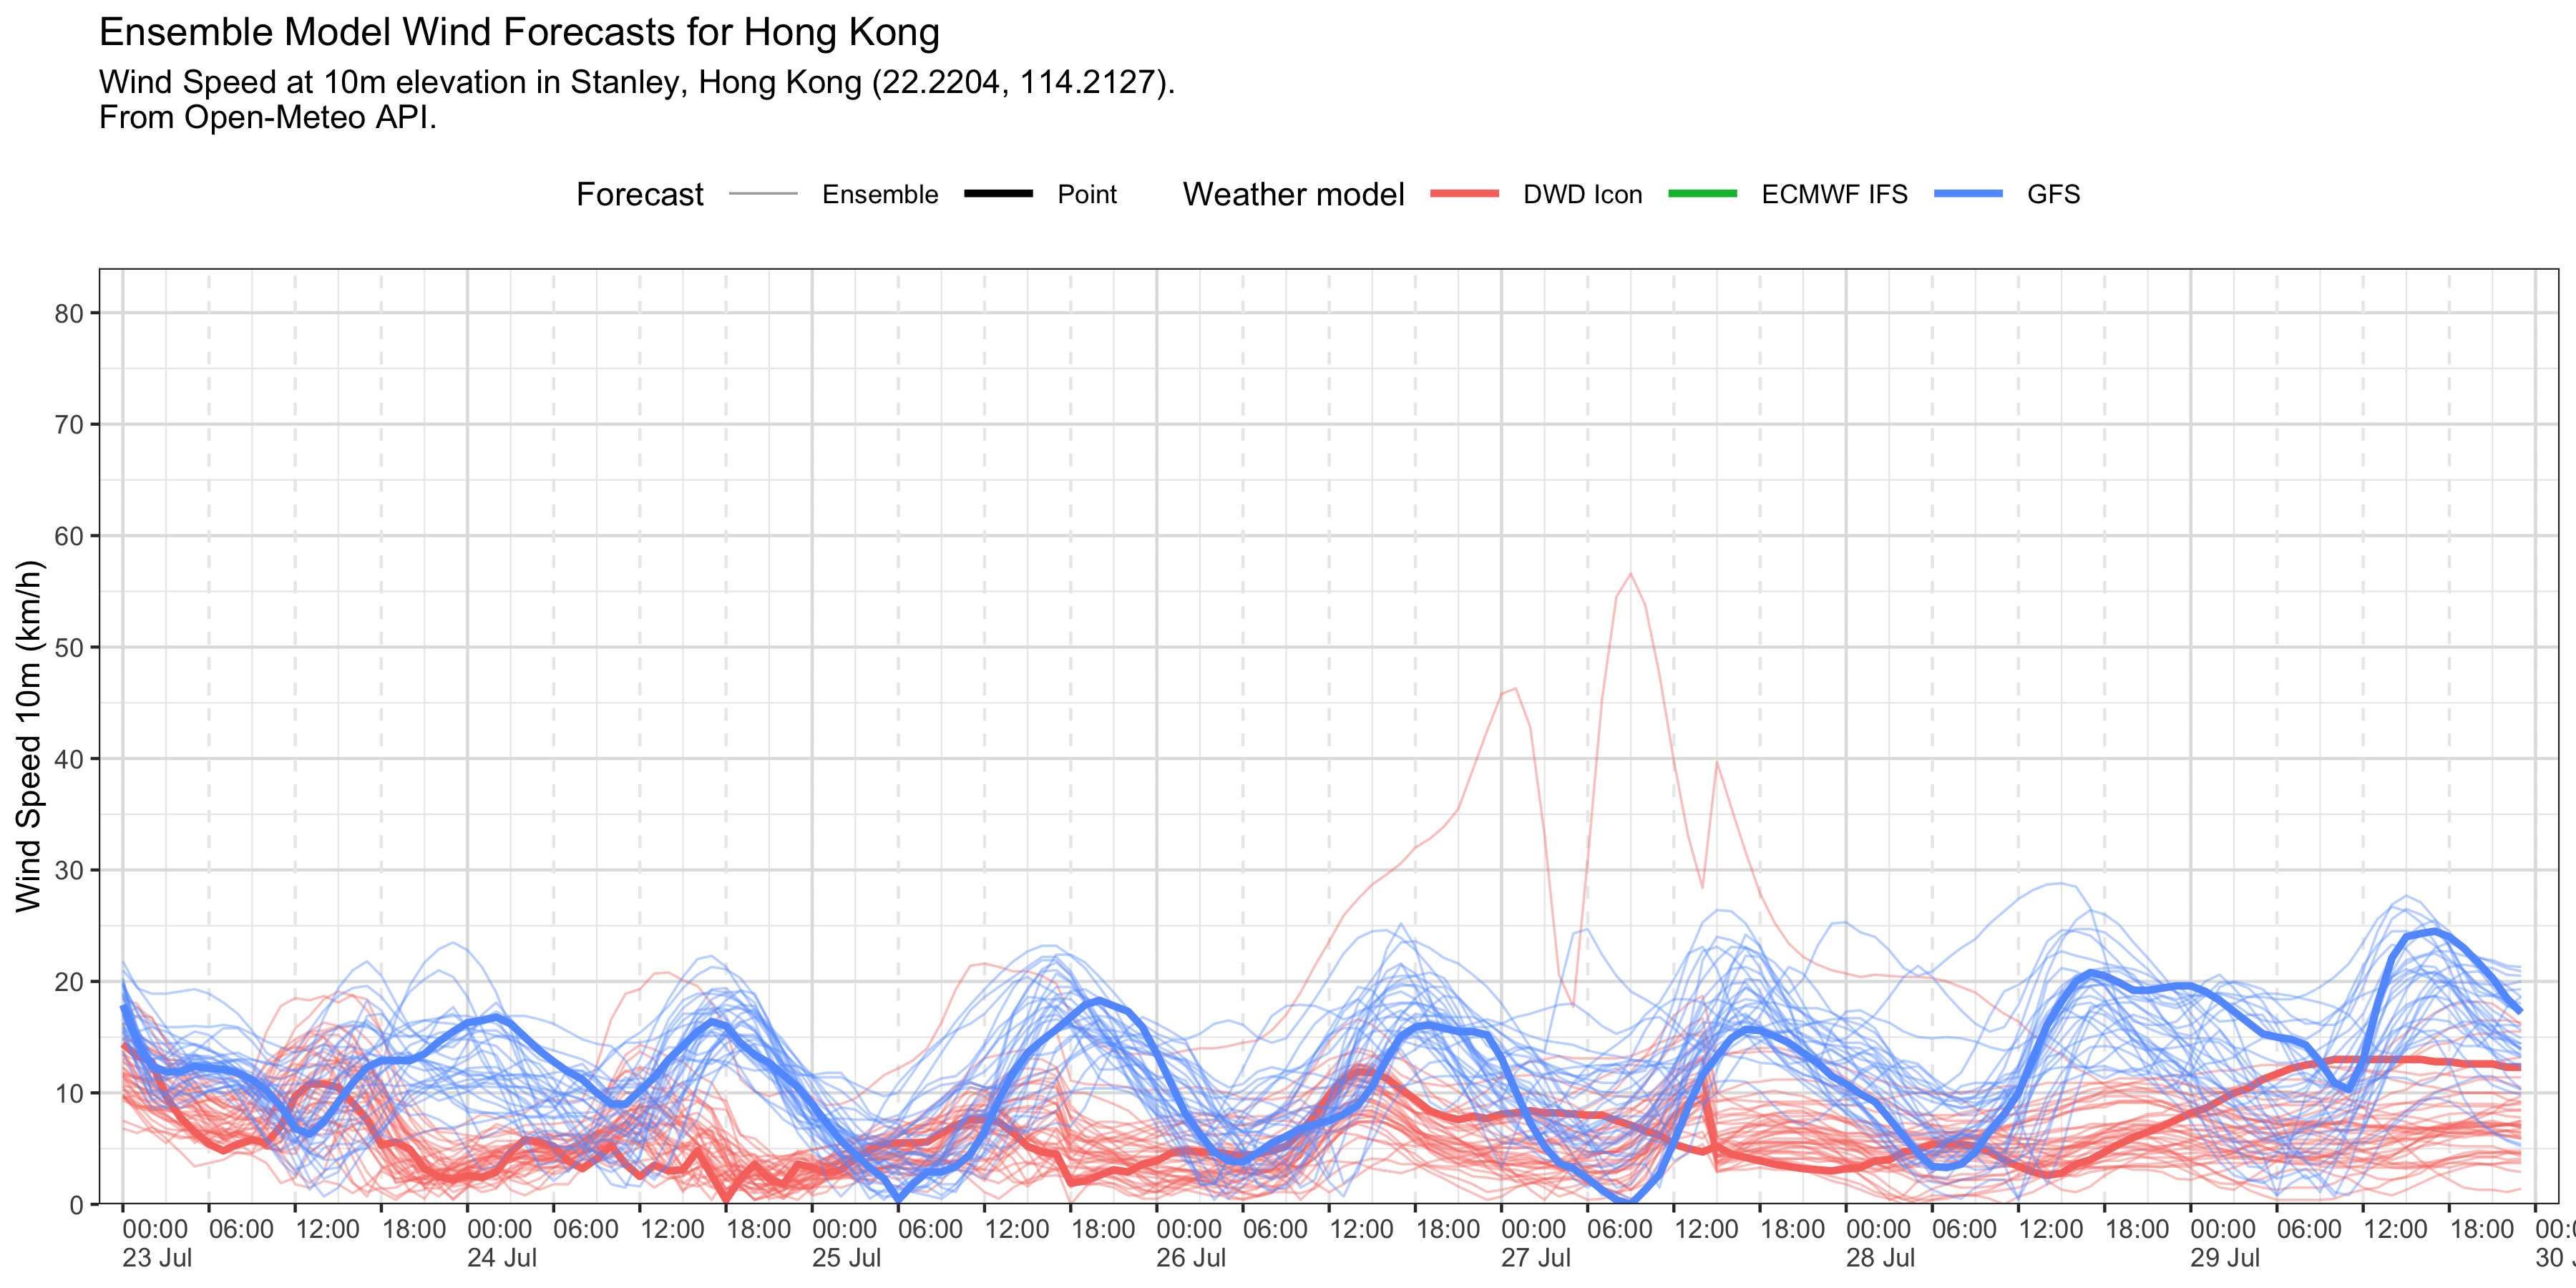 Ensemble Model Wind Forecasts for Hong Kong
Wind Speed at 10m elevation in Stanley, Hong Kong (22.2204, 114.2127).
From Open-Meteo API.
Forecast Ensemble Point Weather model DWD Icon ECMWF IFS GFS
Wind Speed 10m (km/h)
80
70
60
50
40
30
20
10
0
00:00 06:00 12:00 18:00 00:00 06:00 12:00 18:00 00:00 06:00 12:00 18:00 00:00 06:00 12:00 18:00 00:00 06:00 12:00 18:00 00:00 06:00 12:00 18:00 00:00 06:00 12:00 18:00
23 Jul 24 Jul 25 Jul 26 Jul 27 Jul 28 Jul 29 Jul 30